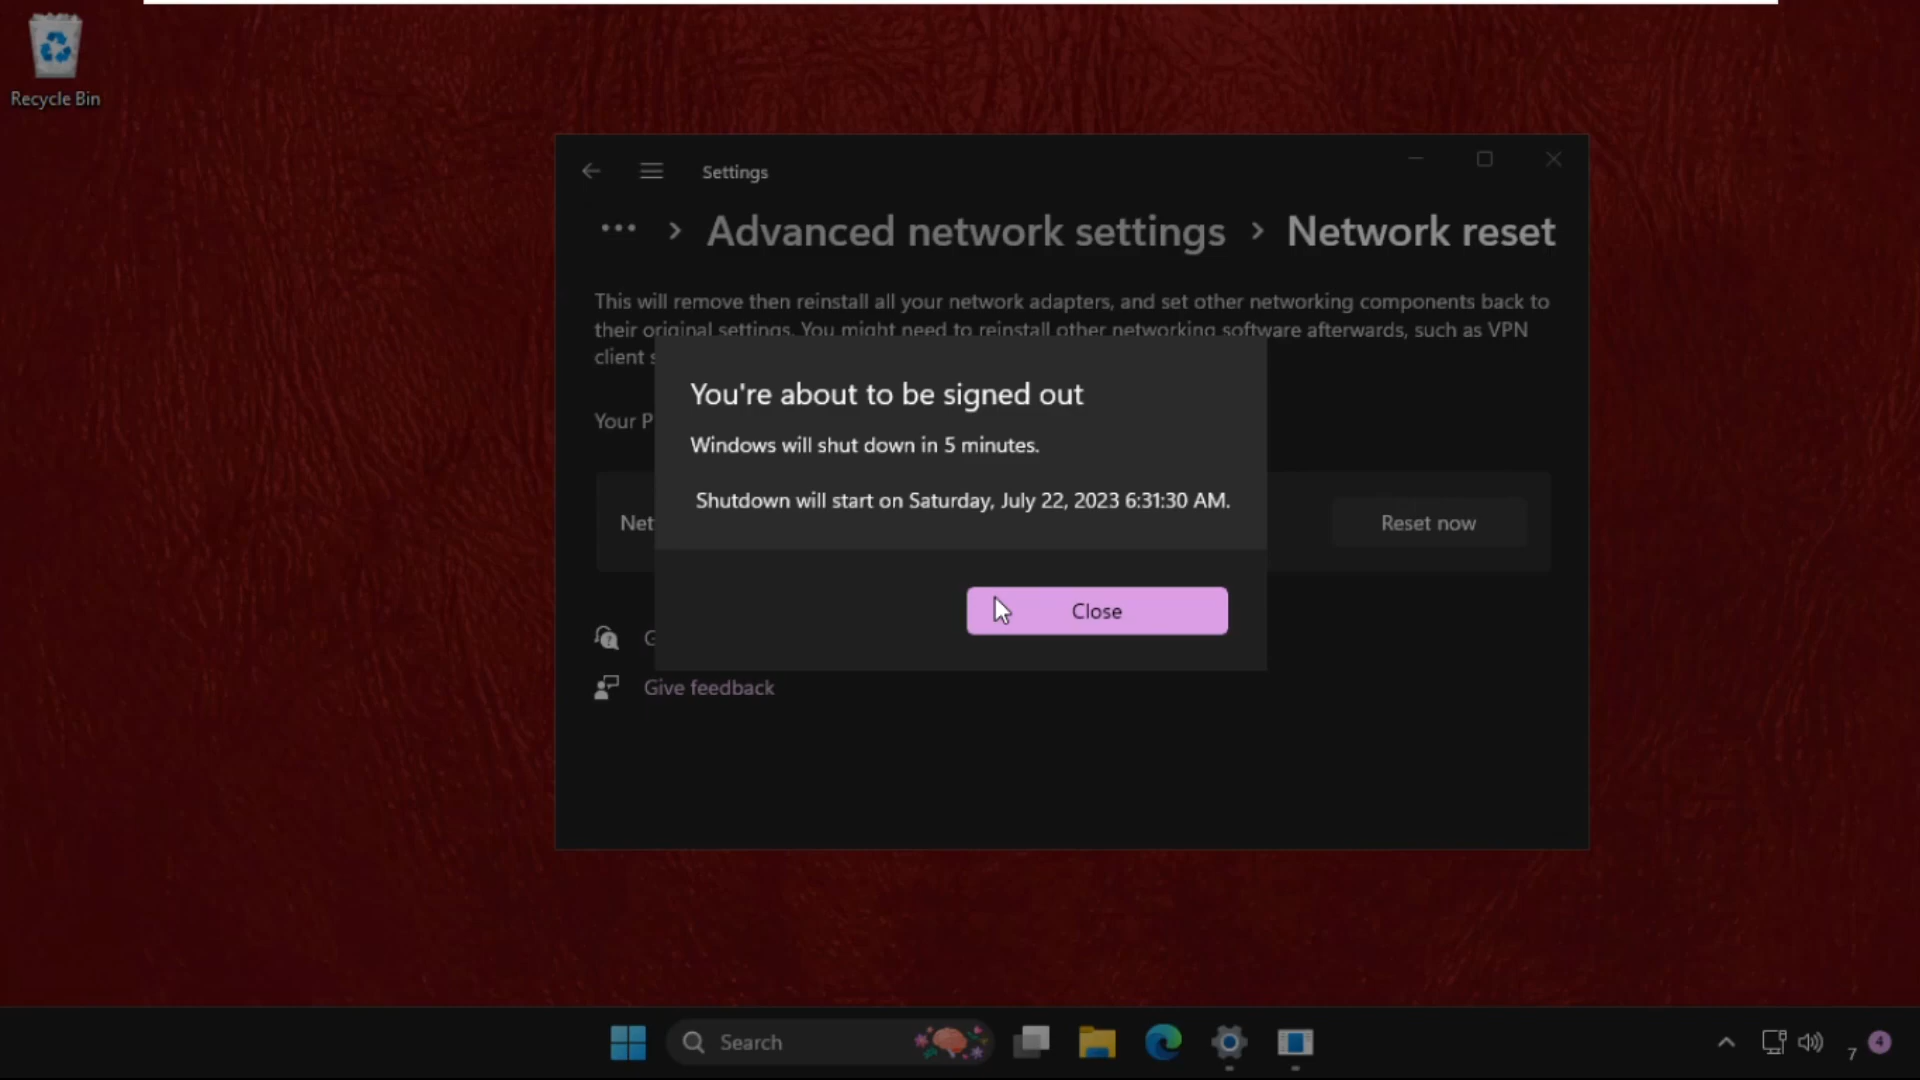 Recycle Bin
Settings
Advanced network settings
Network reset
This will remove then reinstall all your network adapters, and set other networking components back to
their original settings. You might need to reinstall other networking software afterwards, such as VPN
client
Your P
You're about to be signed out
Windows will shut down in 5 minutes.
Shutdown will start on Saturday, July 22, 2023 6:31:30 AM.
Net
Reset now
Close
Give feedback
Search
7
4